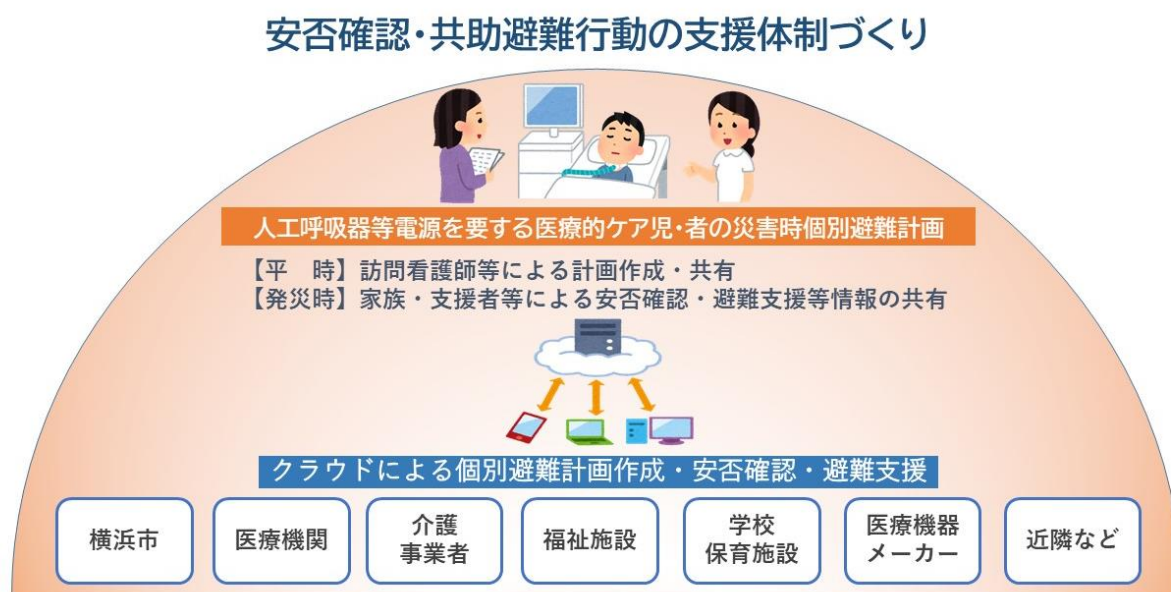 安否確認・共助避難行動の支援体制づくり
人工呼吸器等電源を要する医療的ケア児・者の災害時個別避難計画
【平　時】訪問看護師等による計画作成・共有
【発災時】家族・支援者等による安否確認・避難支援等情報の共有
クラウドによる個別避難計画作成・安否確認・避難支援
横浜市
医療機関
介護
事業者
福祉施設
学校
保育施設
医療機器
メーカー
近隣など